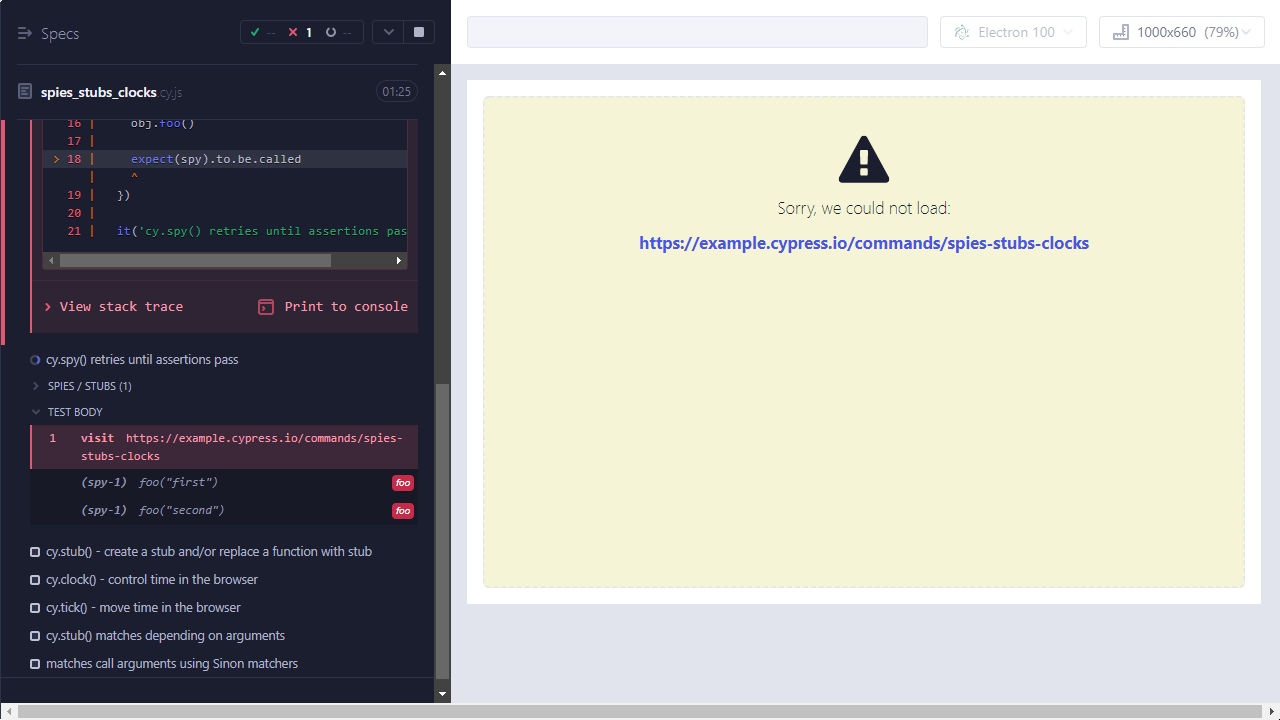 Specs
-- 1 --
spies_stubs_clocks.cy.js 01:25
16 | obj.foo()
17 |
> 18 | expect(spy).to.be.called
| ^
19 | })
20 |
21 | it('cy.spy() retries until assertions pas
View stack trace Print to console
cy.spy() retries until assertions pass
SPIES / STUBS (1)
TEST BODY
1 visit https://example.cypress.io/commands/spies-
stubs-clocks
(spy-1) foo("first") foo
(spy-1) foo("second") foo
cy.stub() - create a stub and/or replace a function with stub
cy.clock() - control time in the browser
cy.tick() - move time in the browser
cy.stub() matches depending on arguments
matches call arguments using Sinon matchers
Electron 100
1000x660 (79%)
Sorry, we could not load:
https://example.cypress.io/commands/spies-stubs-clocks